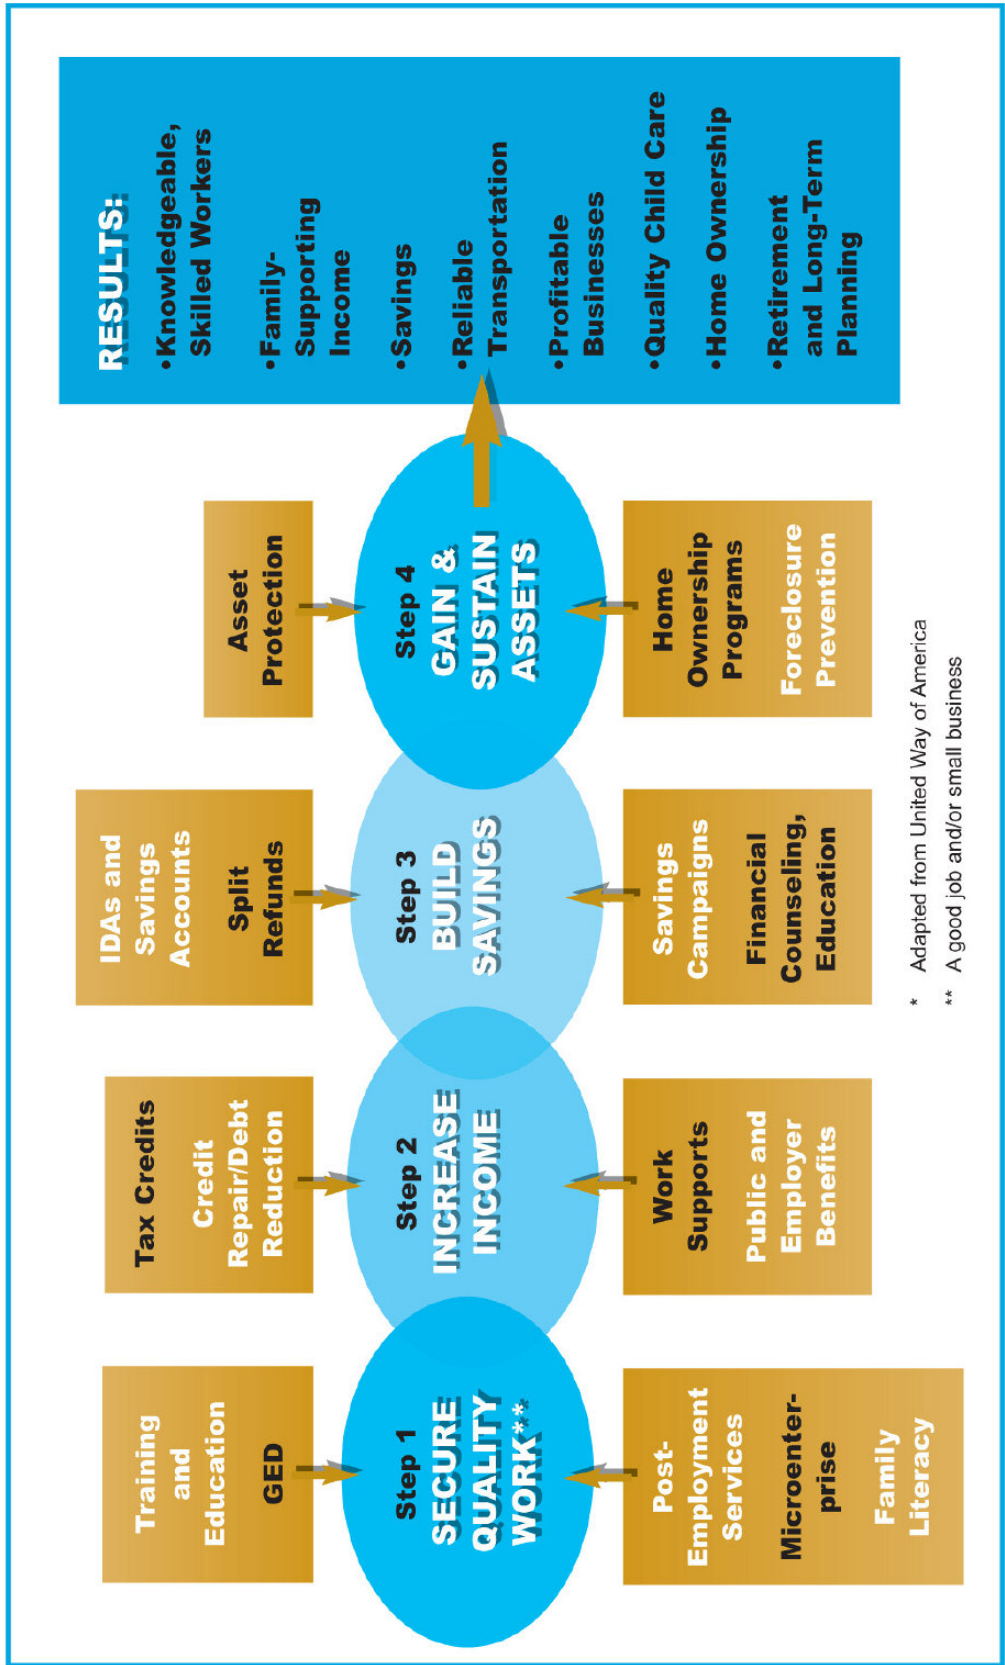 Training
and
Education
GED
Step 1
SECURE
QUALITY
WORK**
Post-
Employment
Services
Microenter-
prise
Family
Literacy
Tax Credits
Credit
Repair/Debt
Reduction
Step 2
INCREASE
INCOME
Work
Supports
Public and
Employer
Benefits
IDAs and
Savings
Accounts
Split
Refunds
Step 3
BUILD
SAVINGS
Savings
Campaigns
Financial
Counseling,
Education
Asset
Protection
Step 4
GAIN &
SUSTAIN
ASSETS
Home
Ownership
Programs
Foreclosure
Prevention
RESULTS:
•Knowledgeable,
Skilled Workers
•Family-
Supporting
Income
•Savings
•Reliable
Transportation
•Profitable
Businesses
•Quality Child Care
•Home Ownership
•Retirement
and Long-Term
Planning
* Adapted from United Way of America
** A good job and/or small business